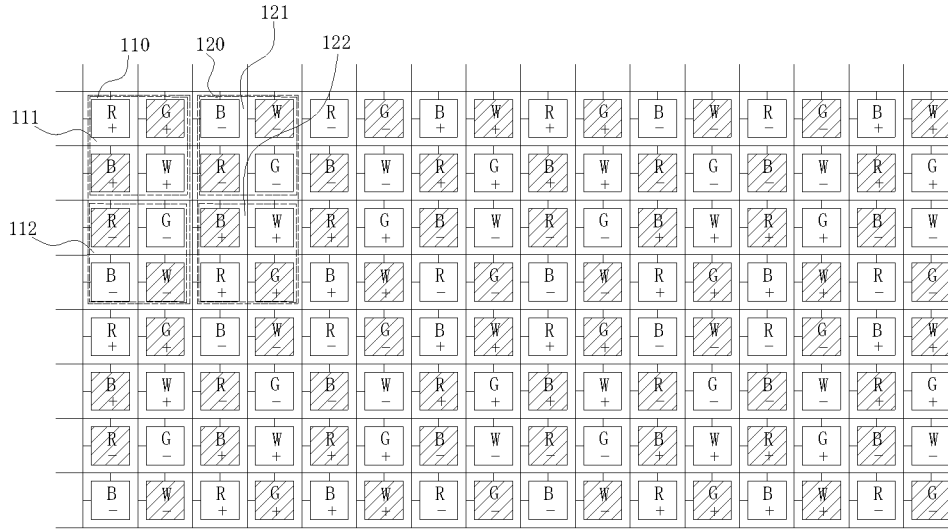 121
110 120 122
R G B W R G B W R G B W R G B W
+ + − − − − + + + + − − − − + +
111
B W R G B W R G B W R G B W R G
+ + − − − − + + + + − − − − + +
R G B W R G B W R G B W R G B W
− − + + + + − − − − + + + + − −
112
B W R G B W R G B W R G B W R G
− − + + + + − − − − + + + + − −
R G B W R G B W R G B W R G B W
+ + − − − − + + + + − − − − + +
B W R G B W R G B W R G B W R G
+ + − − − − + + + + − − − − + +
R G B W R G B W R G B W R G B W
− − + + + + − − − − + + + + − −
B W R G B W R G B W R G B W R G
− − + + + + − − − − + + + + − −